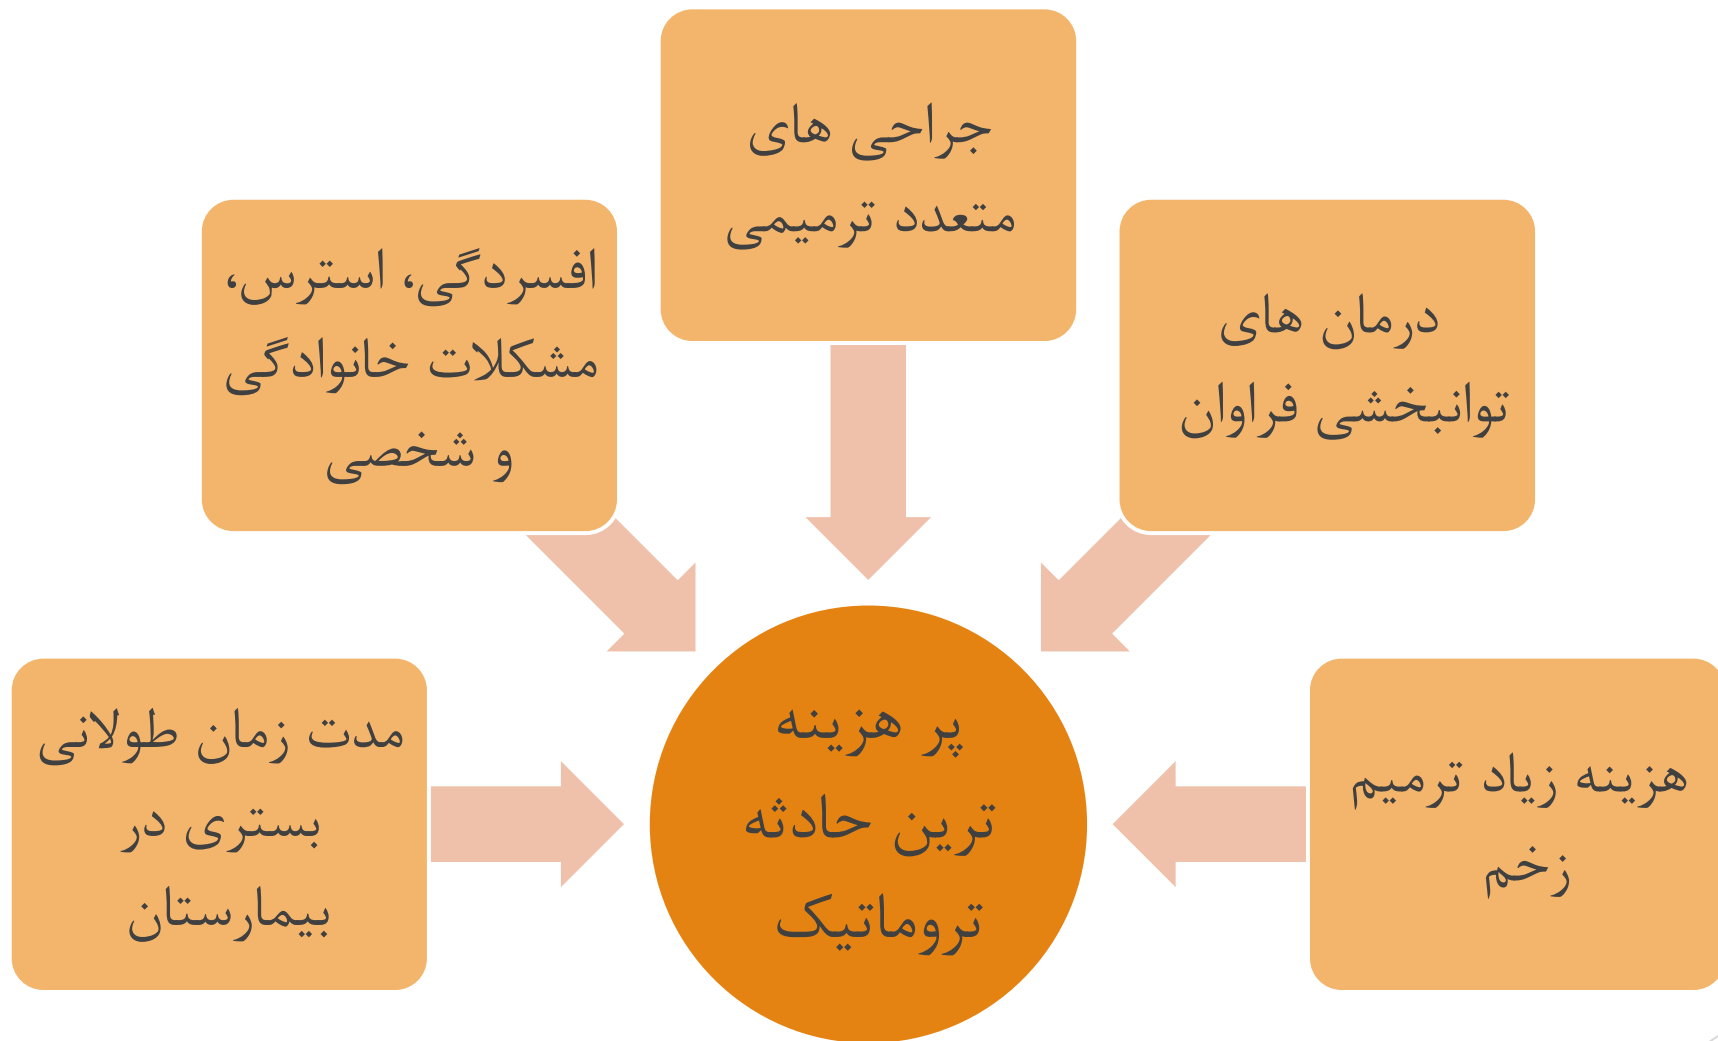 جراحی های
متعدد ترمیمی
درمان های
توانبخشی فراوان
افسردگی، استرس،
مشکلات خانوادگی
و شخصی
هزینه زیاد ترمیم
زخم
مدت زمان طولانی
بستری در
بیمارستان
پر هزینه
ترین حادثه
تروماتیک